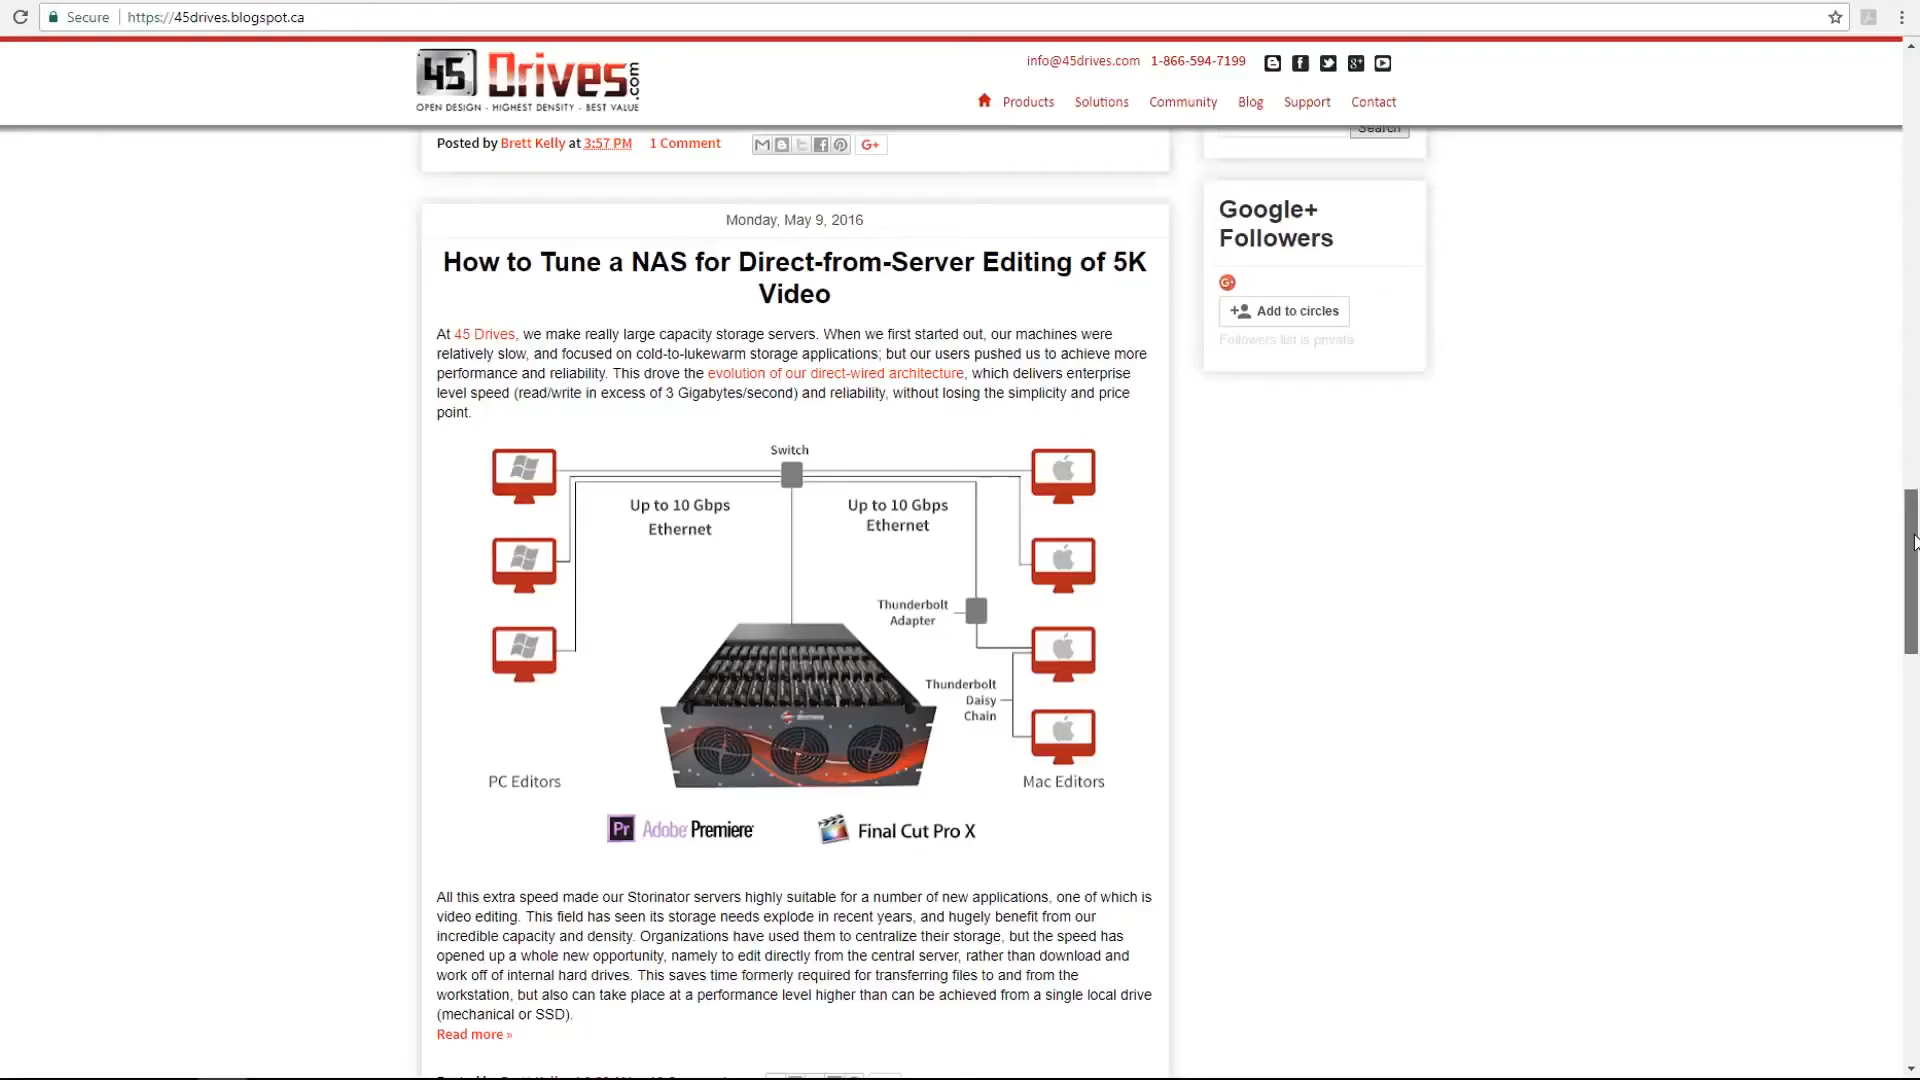 Secure | https://45drives.blogspot.ca
45 Drives.com
OPEN DESIGN - HIGHEST DENSITY - BEST VALUE
info@45drives.com 1-866-594-7199
Products Solutions Community Blog Support Contact
Search
Posted by Brett Kelly at 3:57 PM 1 Comment
G+
Google+
Followers
Add to circles
Followers list is private
Monday, May 9, 2016
How to Tune a NAS for Direct-from-Server Editing of 5K
Video
At 45 Drives, we make really large capacity storage servers. When we first started out, our machines were
relatively slow, and focused on cold-to-lukewarm storage applications; but our users pushed us to achieve more
performance and reliability. This drove the evolution of our direct-wired architecture, which delivers enterprise
level speed (read/write in excess of 3 Gigabytes/second) and reliability, without losing the simplicity and price
point.
Switch
Up to 10 Gbps
Ethernet
Up to 10 Gbps
Ethernet
Thunderbolt
Adapter
Thunderbolt
Daisy
Chain
PC Editors
Mac Editors
Pr Adobe Premiere
Final Cut Pro X
All this extra speed made our Storinator servers highly suitable for a number of new applications, one of which is
video editing. This field has seen its storage needs explode in recent years, and hugely benefit from our
incredible capacity and density. Organizations have used them to centralize their storage, but the speed has
opened up a whole new opportunity, namely to edit directly from the central server, rather than download and
work off of internal hard drives. This saves time formerly required for transferring files to and from the
workstation, but also can take place at a performance level higher than can be achieved from a single local drive
(mechanical or SSD).
Read more »